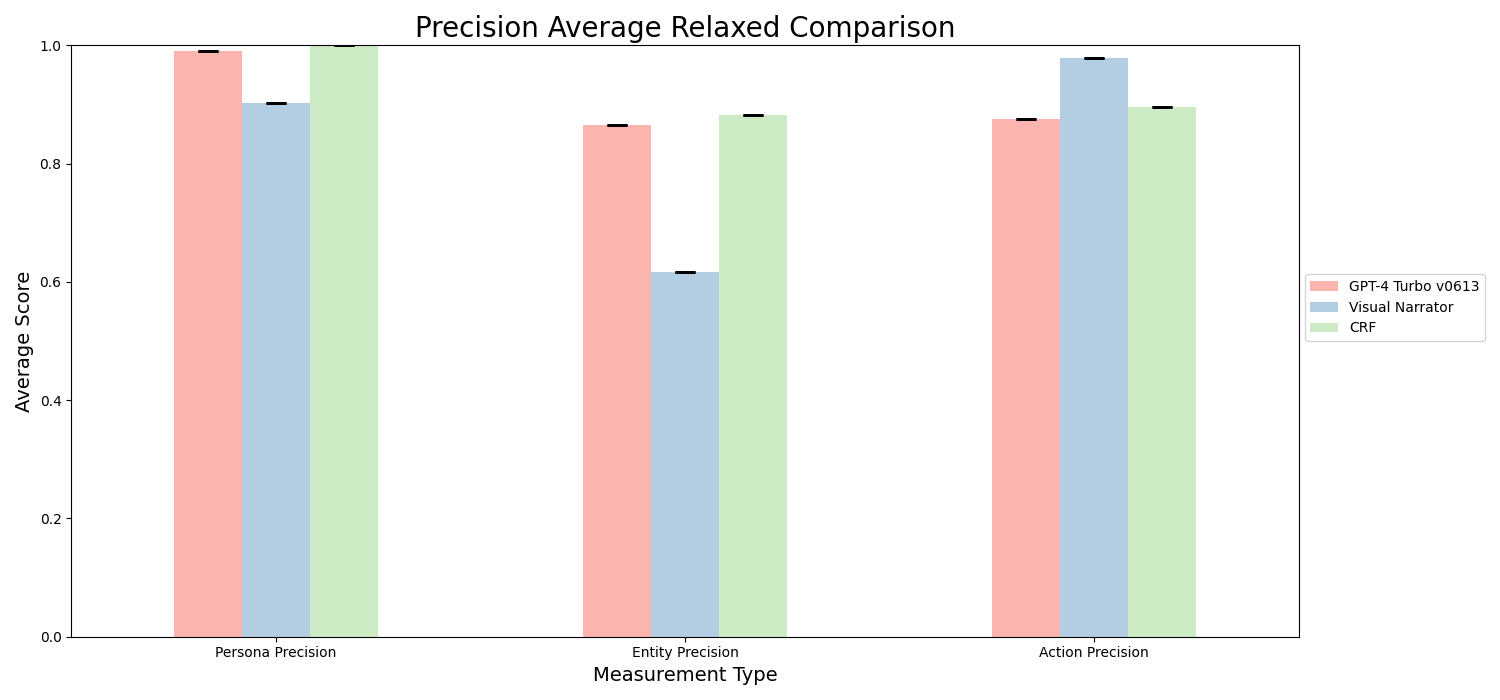 Precision Average Relaxed Comparison
1.0
0.8
0.6
0.4
0.2
0.0
Average Score
Persona Precision
Entity Precision
Action Precision
Measurement Type
GPT-4 Turbo v0613
Visual Narrator
CRF